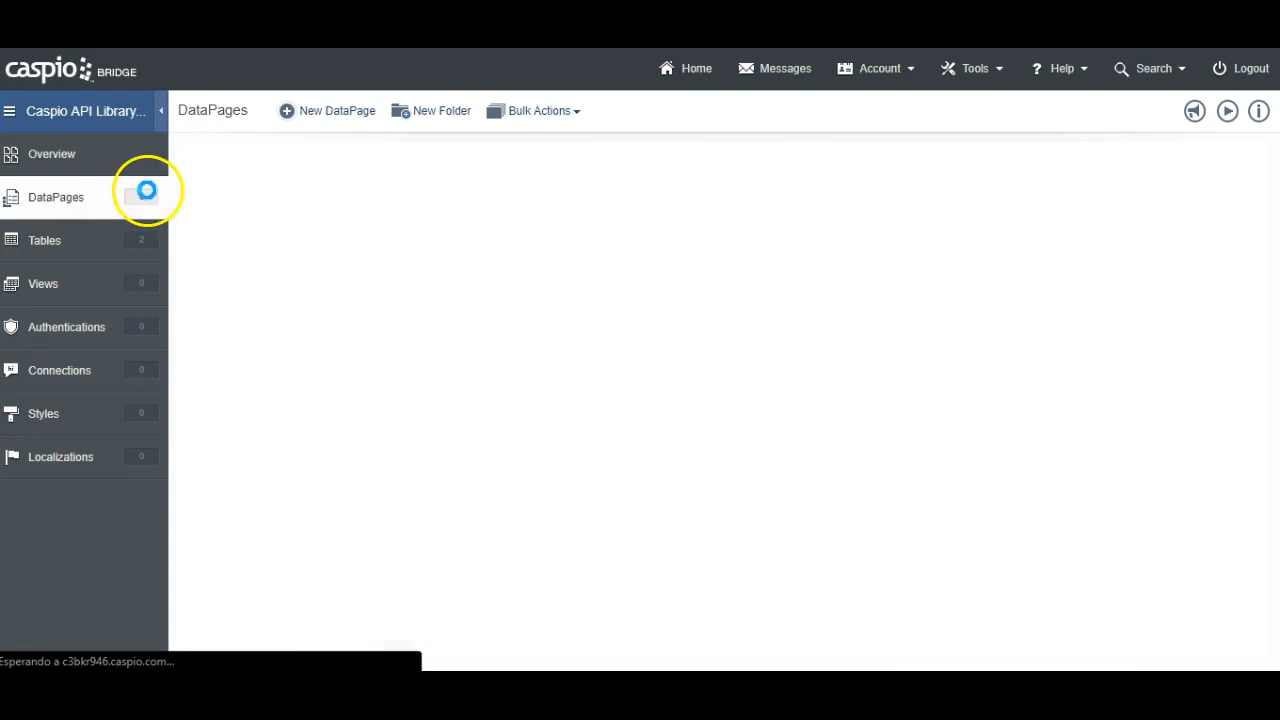 caspio BRIDGE
Home Messages Account Tools ? Help Search Logout
Caspio API Library...
DataPages New DataPage New Folder Bulk Actions
Overview
DataPages
Tables 2
Views 0
Authentications 0
Connections 0
Styles 0
Localizations 0
Esperando a c3bkr946.caspio.com...